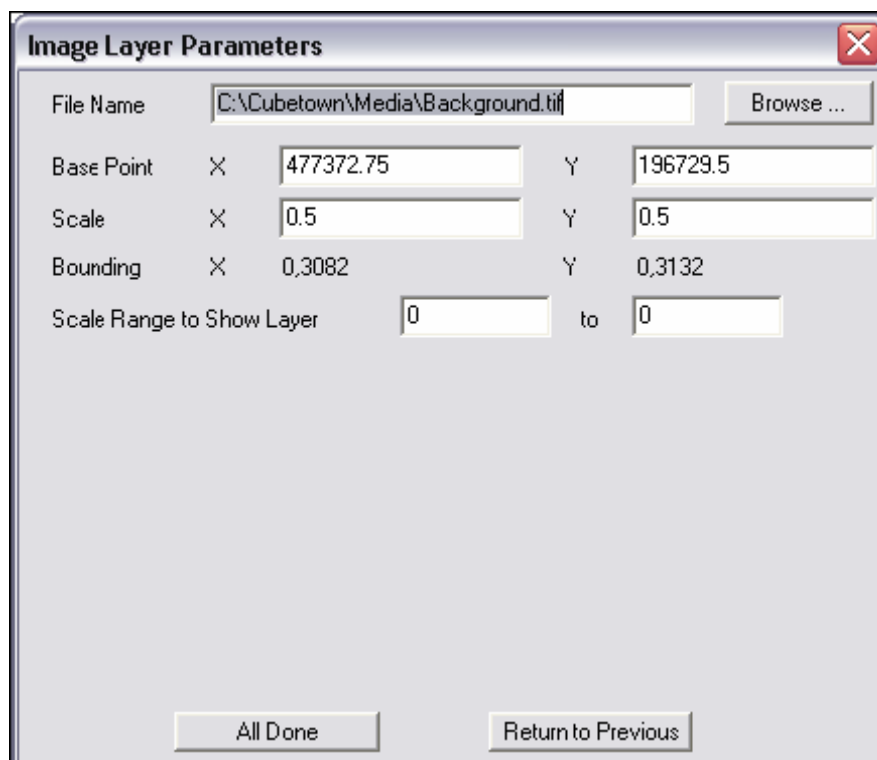 Image Layer Parameters
File Name C:\Cubetown\Media\Background.tif Browse ...
Base Point X 477372.75 Y 196729.5
Scale X 0.5 Y 0.5
Bounding X 0,3082 Y 0,3132
Scale Range to Show Layer 0 to 0
All Done Return to Previous